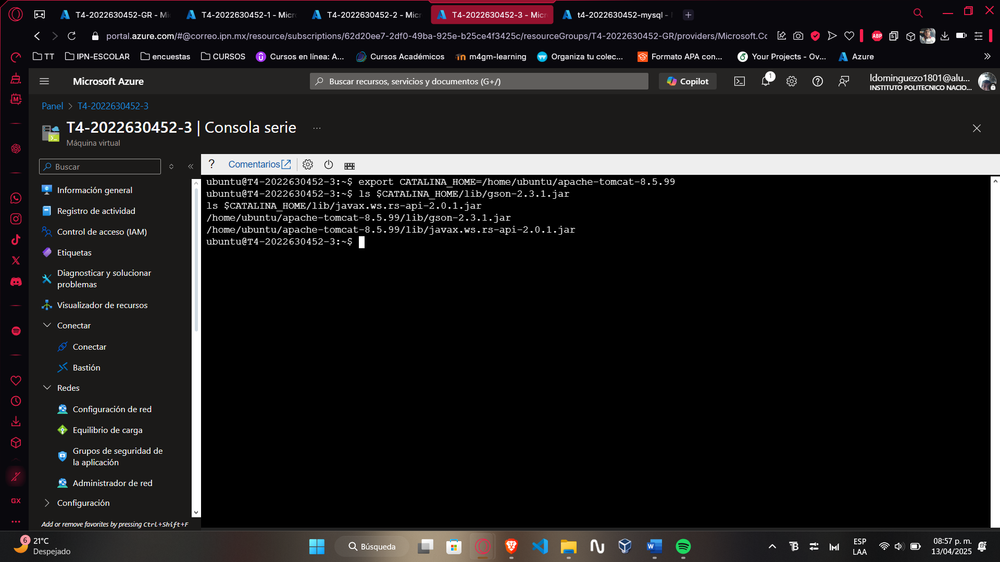 T4-2022630452-GR - Mi
T4-2022630452-1 - Micro
T4-2022630452-2 - Micr
T4-2022630452-3 - Micr
t4-2022630452-mysql -
portal.azure.com/#@correo.ipn.mx/resource/subscriptions/62d20ee7-2df0-49ba-925e-b25ce4f3425c/resourceGroups/T4-2022630452-GR/providers/Microsoft.Cc
ABP
TT
IPN-ESCOLAR
encuestas
CURSOS
Cursos en línea: A...
Cursos Académicos
m4gm-learning
Organiza tu colec...
Formato APA con...
Your Projects - Ov...
Azure
Microsoft Azure
Buscar recursos, servicios y documentos (G+/)
Copilot
1
ldominguezo1801@alu...
INSTITUTO POLITECNICO NACIO...
Panel > T4-2022630452-3
T4-2022630452-3 | Consola serie ...
Máquina virtual
Buscar
? Comentarios
Información general
Registro de actividad
Control de acceso (IAM)
Etiquetas
Diagnosticar y solucionar
problemas
Visualizador de recursos
Conectar
Conectar
Bastión
Redes
Configuración de red
Equilibrio de carga
Grupos de seguridad de
la aplicación
Administrador de red
Configuración
Add or remove favorites by pressing Ctrl+Shift+F
ubuntu@T4-2022630452-3:~$ export CATALINA_HOME=/home/ubuntu/apache-tomcat-8.5.99
ubuntu@T4-2022630452-3:~$ ls $CATALINA_HOME/lib/gson-2.3.1.jar
ls $CATALINA_HOME/lib/javax.ws.rs-api-2.0.1.jar
/home/ubuntu/apache-tomcat-8.5.99/lib/gson-2.3.1.jar
/home/ubuntu/apache-tomcat-8.5.99/lib/javax.ws.rs-api-2.0.1.jar
ubuntu@T4-2022630452-3:~$
GX
6
21°C
Despejado
Búsqueda
ESP
LAA
08:57 p. m.
13/04/2025